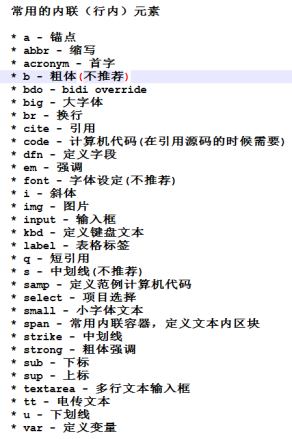 常用的内联（行内）元素
* a - 锚点
* abbr - 缩写
* acronym - 首字
* b - 粗体(不推荐)
* bdo - bidi override
* big - 大字体
* br - 换行
* cite - 引用
* code - 计算机代码(在引用源码的时候需要)
* dfn - 定义字段
* em - 强调
* font - 字体设定(不推荐)
* i - 斜体
* img - 图片
* input - 输入框
* kbd - 定义键盘文本
* label - 表格标签
* q - 短引用
* s - 中划线(不推荐)
* samp - 定义范例计算机代码
* select - 项目选择
* small - 小字体文本
* span - 常用内联容器，定义文本内区块
* strike - 中划线
* strong - 粗体强调
* sub - 下标
* sup - 上标
* textarea - 多行文本输入框
* tt - 电传文本
* u - 下划线
* var - 定义变量